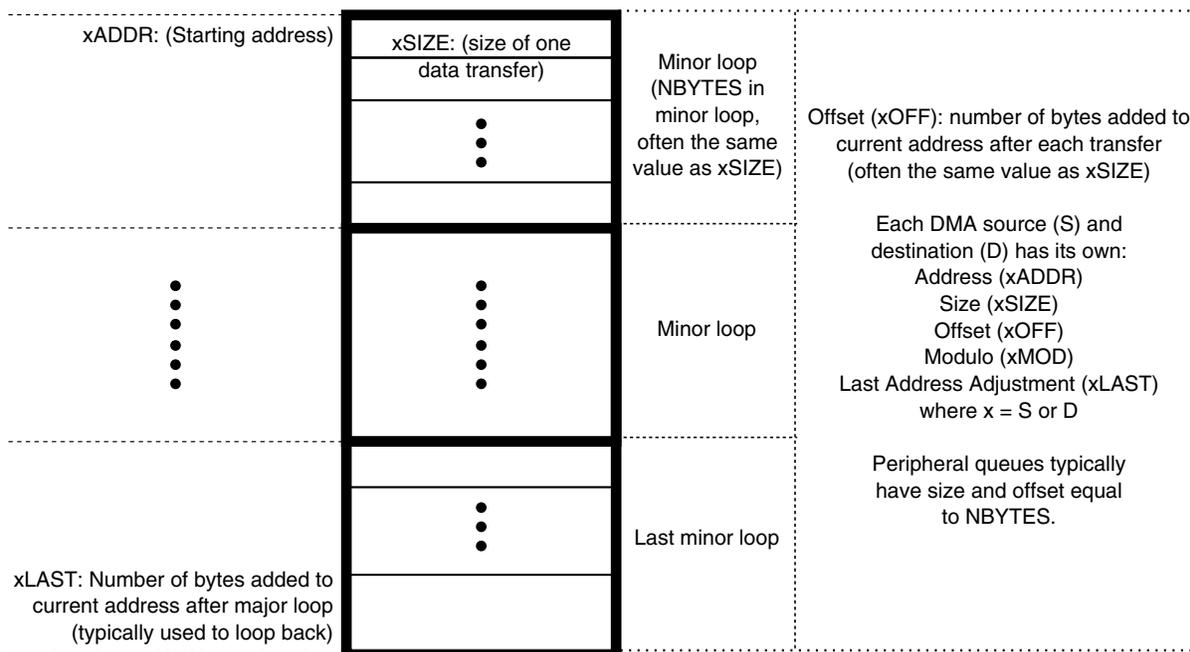 xADDR: (Starting address)
xSIZE: (size of one
data transfer)
Minor loop
(NBYTES in
minor loop,
often the same
value as xSIZE)
Offset (xOFF): number of bytes added to
current address after each transfer
(often the same value as xSIZE)
Each DMA source (S) and
destination (D) has its own:
Address (xADDR)
Size (xSIZE)
Offset (xOFF)
Modulo (xMOD)
Last Address Adjustment (xLAST)
where x = S or D
Peripheral queues typically
have size and offset equal
to NBYTES.
Minor loop
Last minor loop
xLAST: Number of bytes added to
current address after major loop
(typically used to loop back)